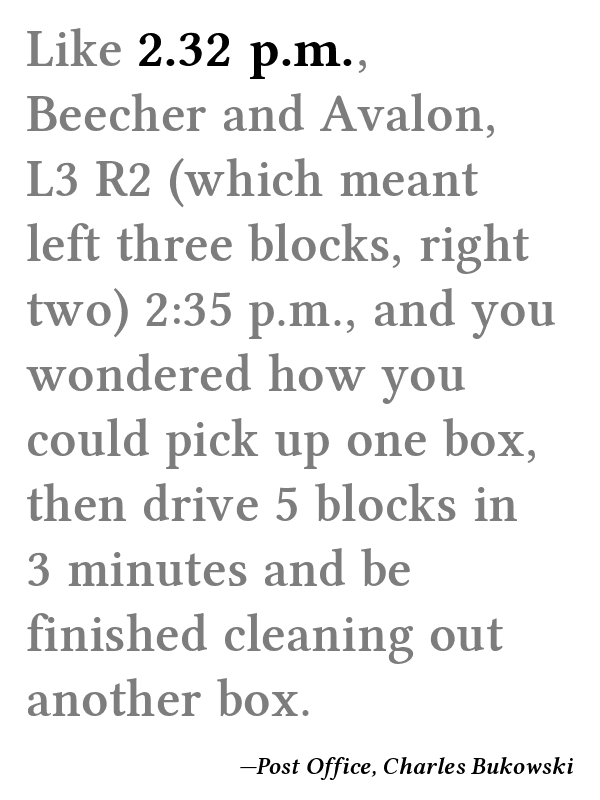 Like 2.32 p.m.,
Beecher and Avalon,
L3 R2 (which meant
left three blocks, right
two) 2:35 p.m., and you
wondered how you
could pick up one box,
then drive 5 blocks in
3 minutes and be
finished cleaning out
another box.
—Post Office, Charles Bukowski